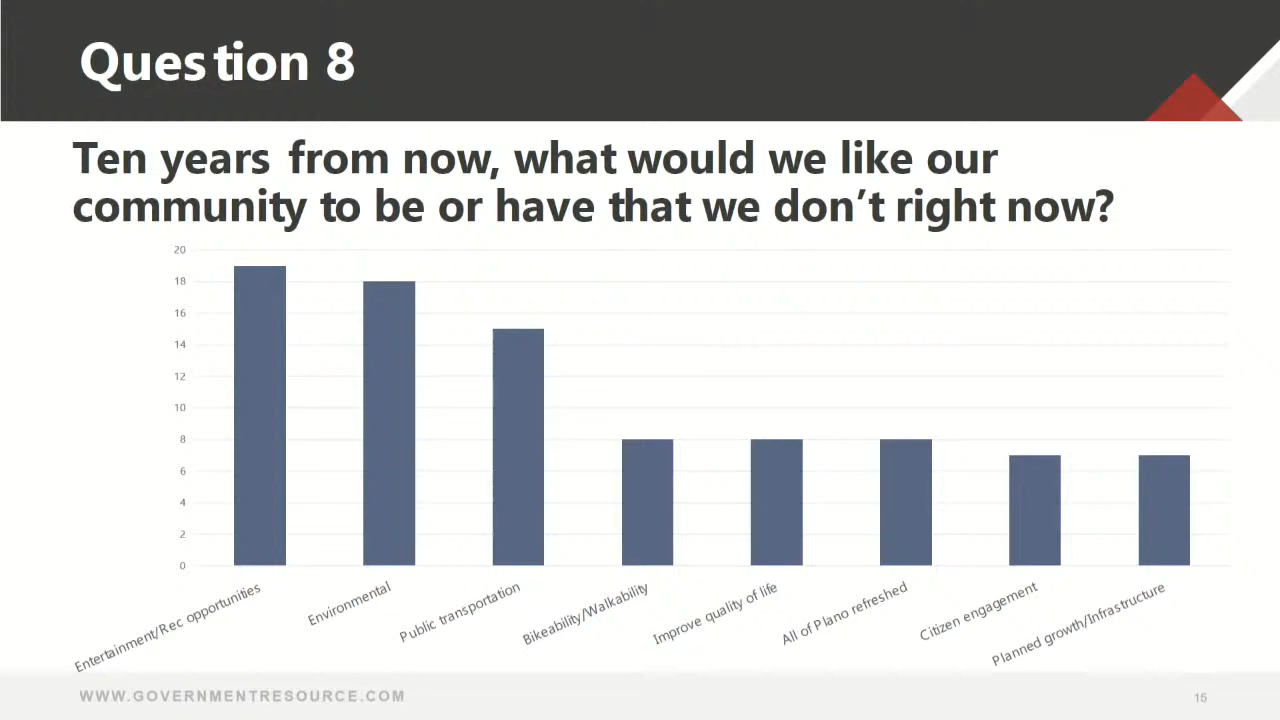 Question 8
Ten years from now, what would we like our
community to be or have that we don’t right now?
20
18
16
14
12
10
8
6
4
2
0
Entertainment/Rec opportunities
Environmental
Public transportation
Bikeability/Walkability
Improve quality of life
All of Plano refreshed
Citizen engagement
Planned growth/Infrastructure
WWW.GOVERNMENTRESOURCE.COM
15